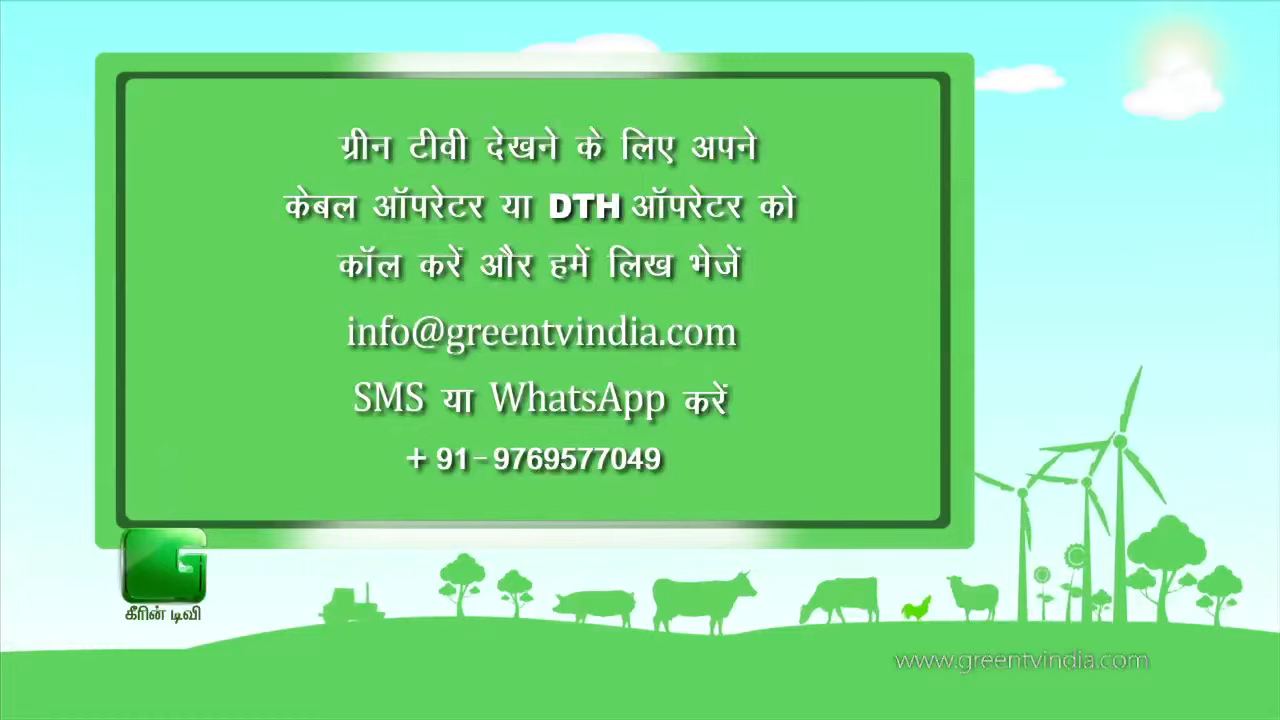 ग्रीन टीवी देखने के लिए अपने
केबल ऑपरेटर या DTH ऑपरेटर को
कॉल करें और हमें लिख भेजें
info@greentvindia.com
SMS या WhatsApp करें
+ 91-9769577049
கிரின் டிவி
www.greentvindia.com